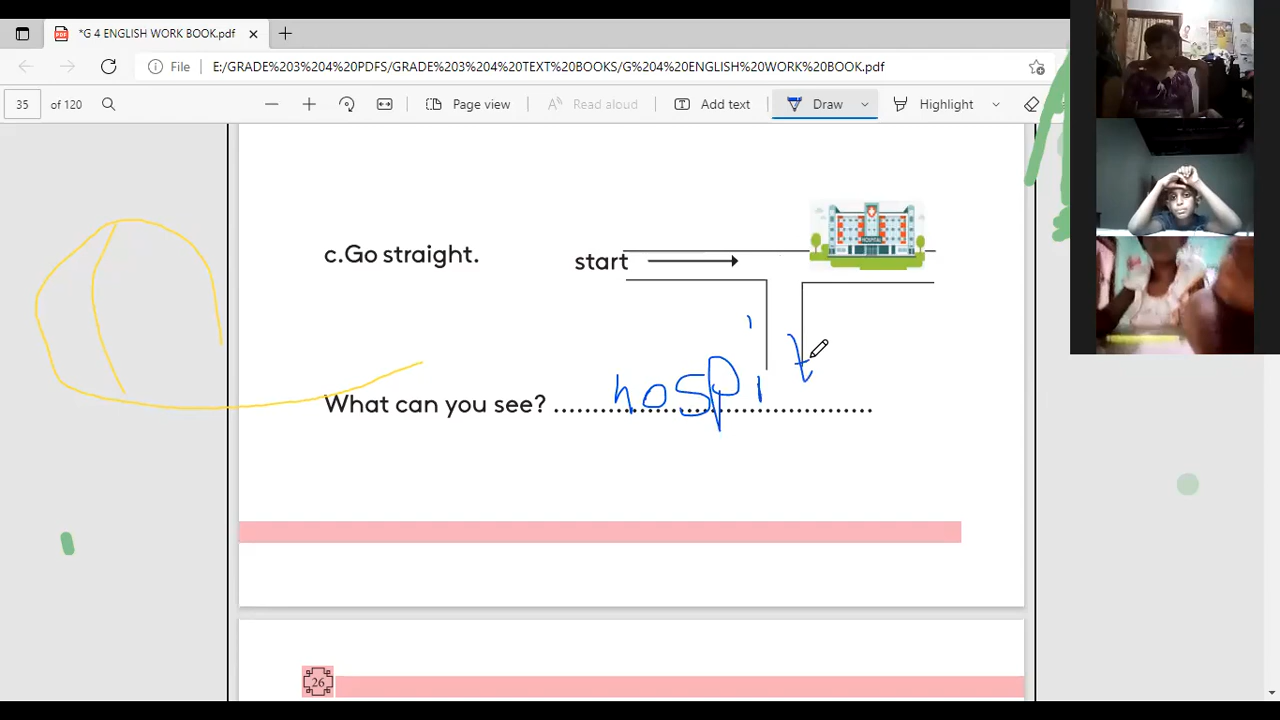 *G 4 ENGLISH WORK BOOK.pdf
File E:/GRADE%203%204%20PDFS/GRADE%203%204%20TEXT%20BOOKS/G%204%20ENGLISH%20WORK%20BOOK.pdf
35 of 120 Page view Read aloud Add text Draw Highlight
HOSPITAL
c.Go straight. start
What can you see? ........................................ hospit
26